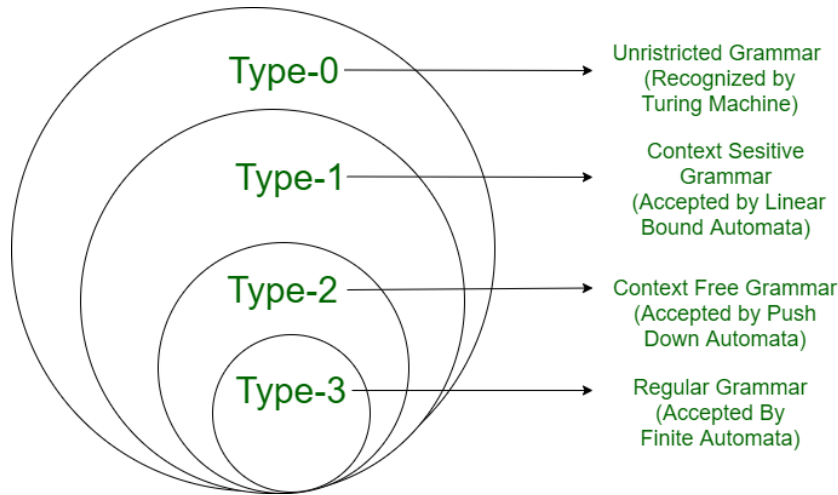 Type-0
Unristricted Grammar
(Recognized by
Turing Machine)
Type-1
Context Sesitive
Grammar
(Accepted by Linear
Bound Automata)
Type-2
Context Free Grammar
(Accepted by Push
Down Automata)
Type-3
Regular Grammar
(Accepted By
Finite Automata)